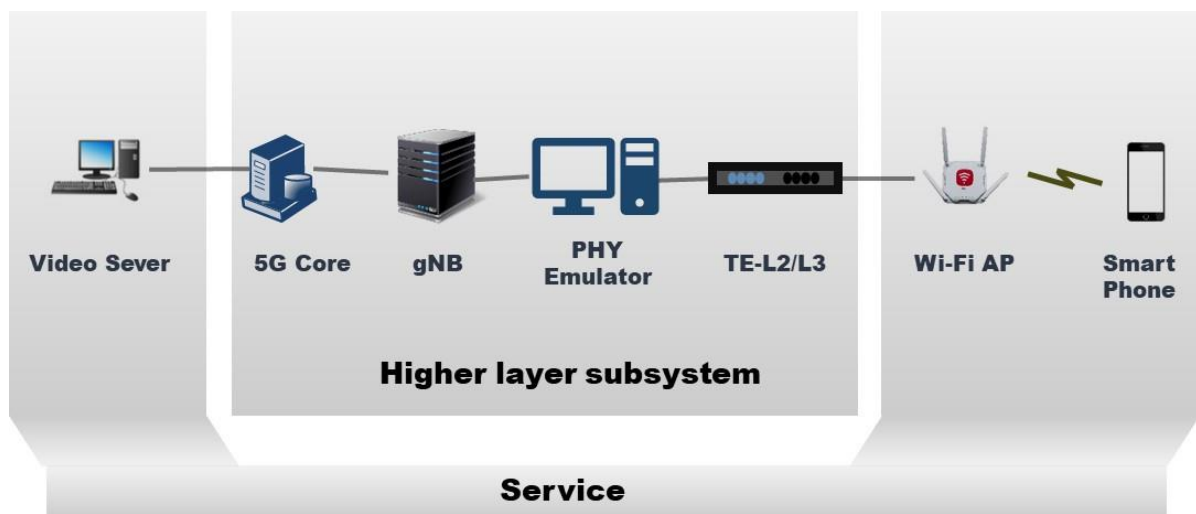 Video Sever
5G Core
gNB
PHY
Emulator
TE-L2/L3
Wi-Fi AP
Smart
Phone
Higher layer subsystem
Service